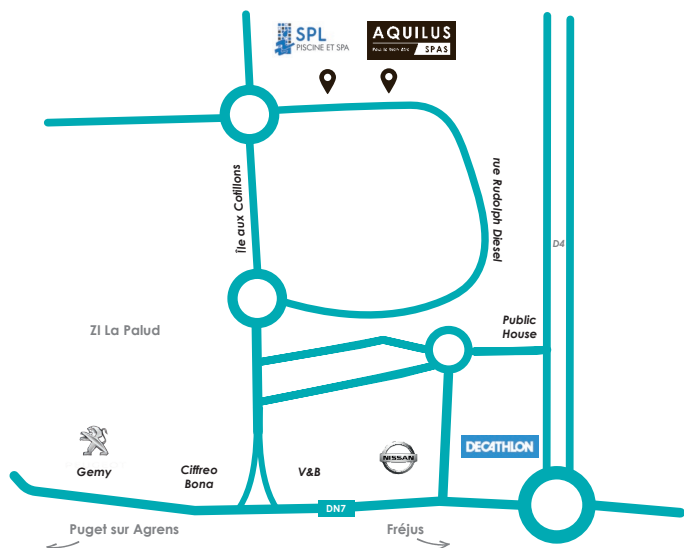 SPL
PISCINE ET SPA
AQUILUS
SPAS
Île aux Cotillons
rue Rudolph Diesel
D4
Public
House
ZI La Palud
DECATHLON
NISSAN
Gemy
Ciffreo
Bona
V&B
DN7
Puget sur Agrens
Fréjus